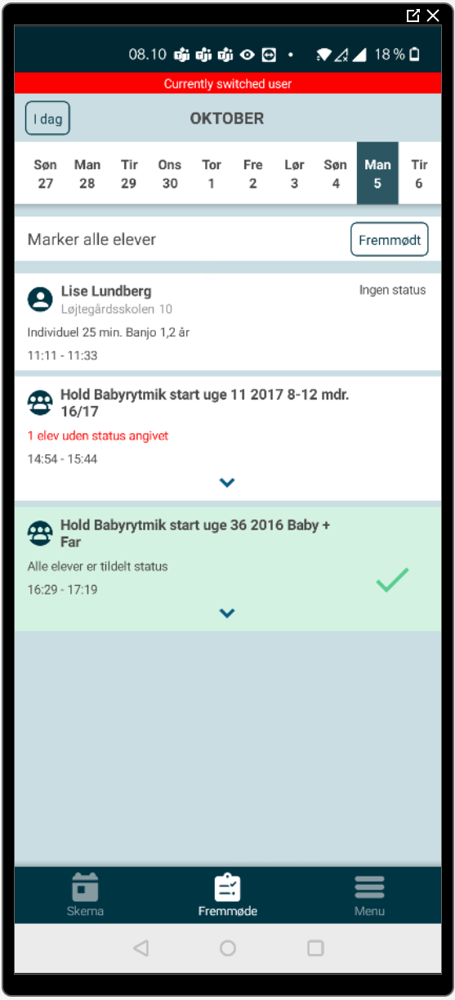 08.10 18 %
Currently switched user
I dag OKTOBER
Søn Man Tir Ons Tor Fre Lør Søn Man Tir
27 28 29 30 1 2 3 4 5 6
Marker alle elever Fremmødt
Lise Lundberg Ingen status
Løjtegårdsskolen 10
Individuel 25 min. Banjo 1,2 år
11:11 - 11:33
Hold Babyrytmik start uge 11 2017 8-12 mdr.
16/17
1 elev uden status angivet
14:54 - 15:44
Hold Babyrytmik start uge 36 2016 Baby +
Far
Alle elever er tildelt status
16:29 - 17:19
Skema Fremmøde Menu